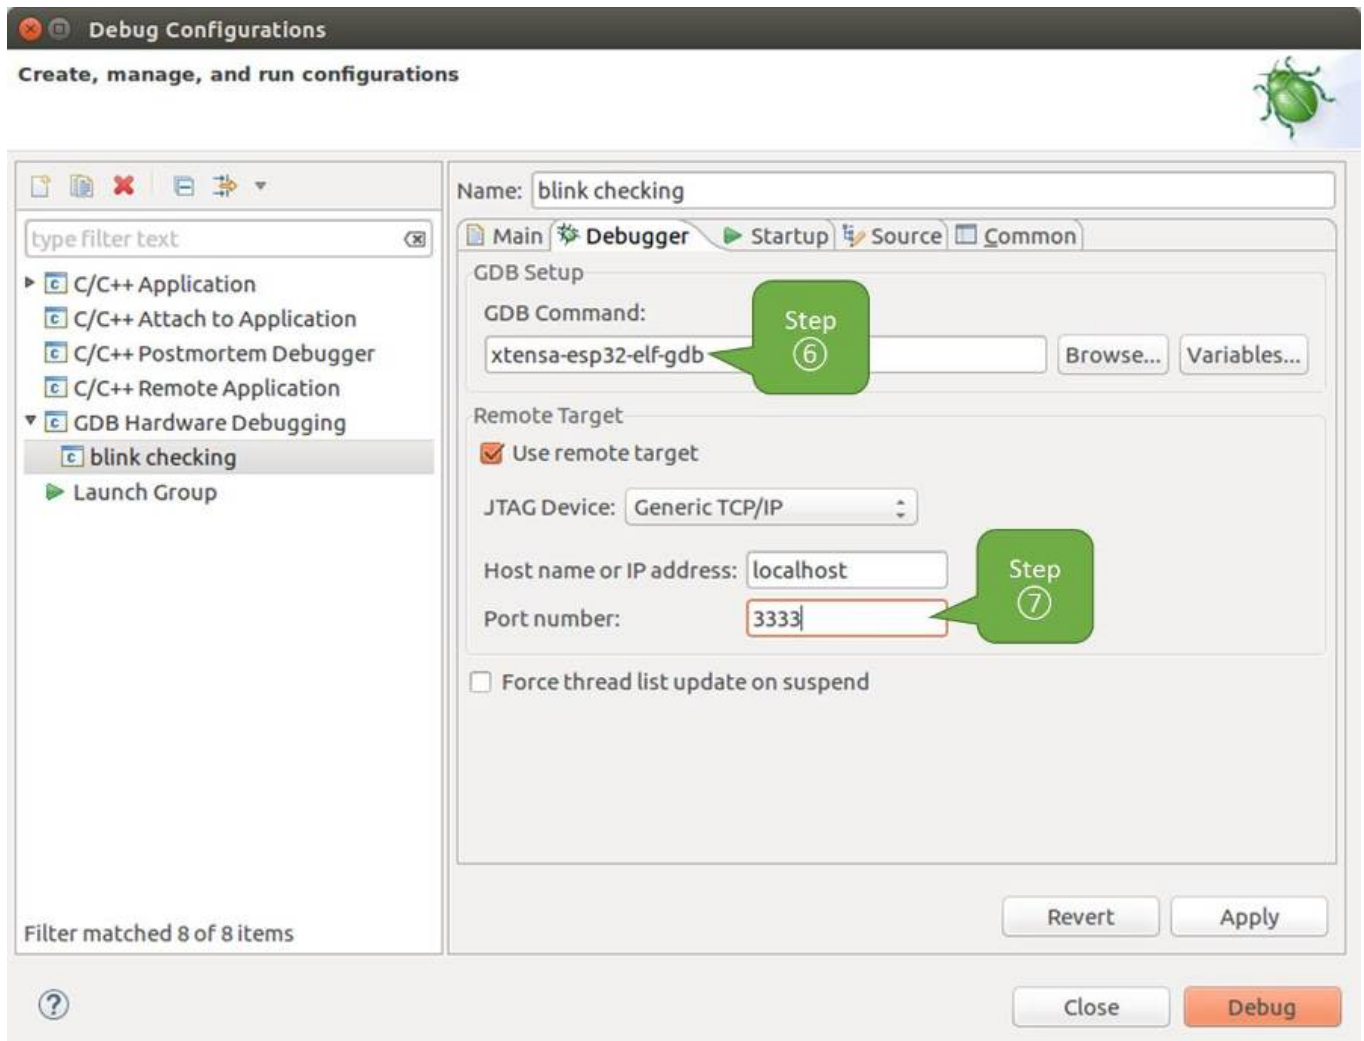 Debug Configurations
Create, manage, and run configurations
type filter text
C/C++ Application
C/C++ Attach to Application
C/C++ Postmortem Debugger
C/C++ Remote Application
GDB Hardware Debugging
blink checking
Launch Group
Filter matched 8 of 8 items
Name: blink checking
Main Debugger Startup Source Common
GDB Setup
GDB Command:
xtensa-esp32-elf-gdb
Step
⑥
Browse... Variables...
Remote Target
Use remote target
JTAG Device: Generic TCP/IP
Host name or IP address: localhost
Port number: 3333
Step
⑦
Force thread list update on suspend
Revert Apply
? Close Debug